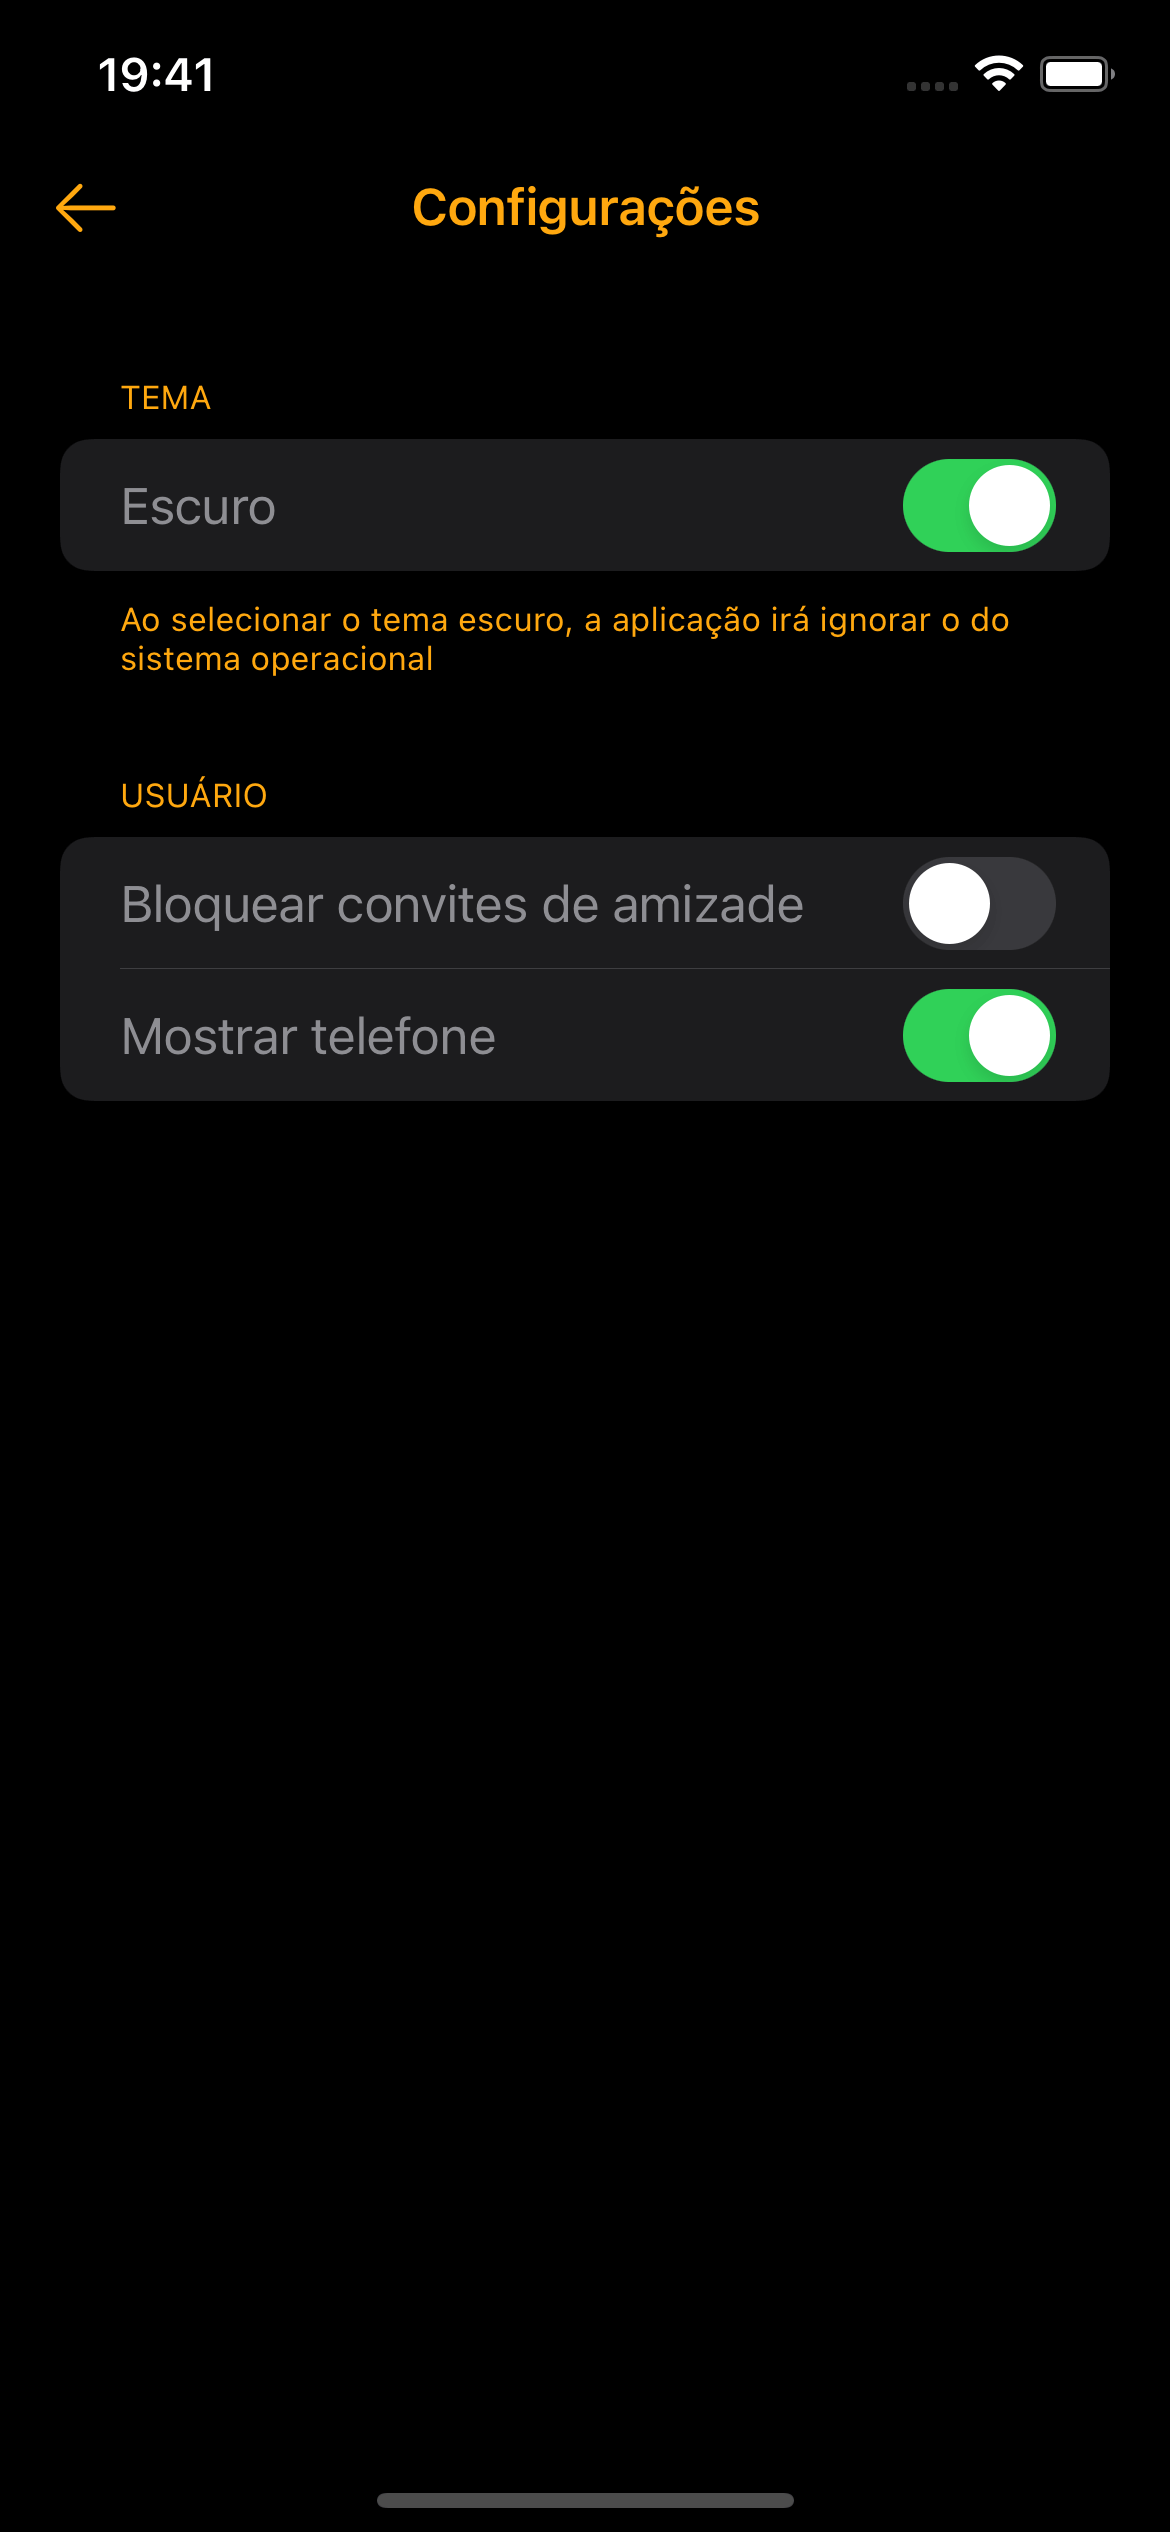 19:41
Configurações
TEMA
Escuro
Ao selecionar o tema escuro, a aplicação irá ignorar o do
sistema operacional
USUÁRIO
Bloquear convites de amizade
Mostrar telefone